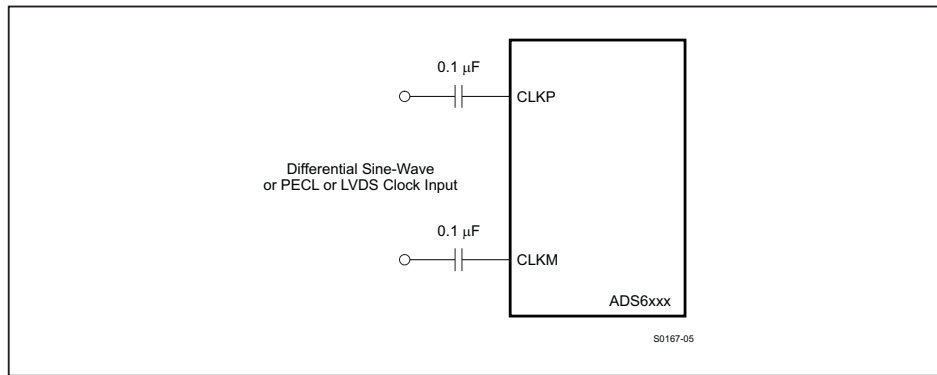 0.1 μF
CLKP
Differential Sine-Wave
or PECL or LVDS Clock Input
0.1 μF
CLKM
ADS6xxx
S0167-05